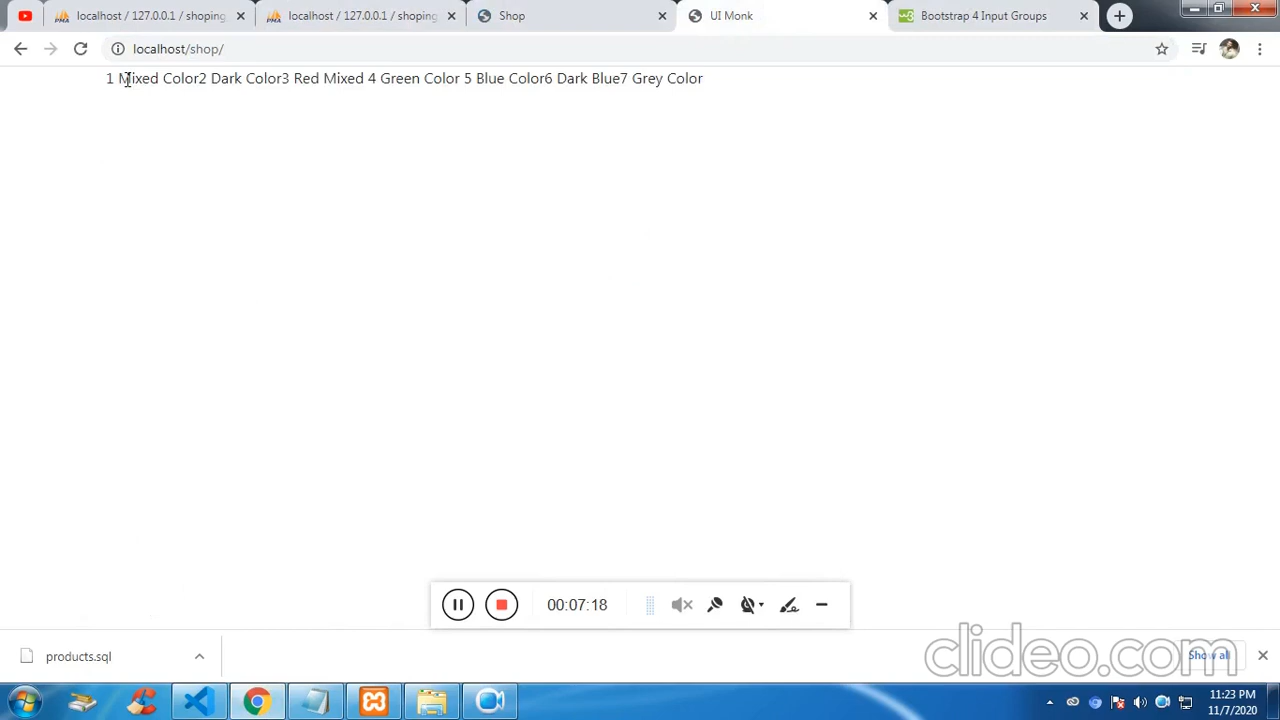 localhost / 127.0.0.1 / shoping
localhost / 127.0.0.1 / shoping
Shop
UI Monk
Bootstrap 4 Input Groups
localhost/shop/
1 Mixed Color2 Dark Color3 Red Mixed 4 Green Color 5 Blue Color6 Dark Blue7 Grey Color
00:07:18
products.sql
Show all
clideo.com
11:23 PM
11/7/2020